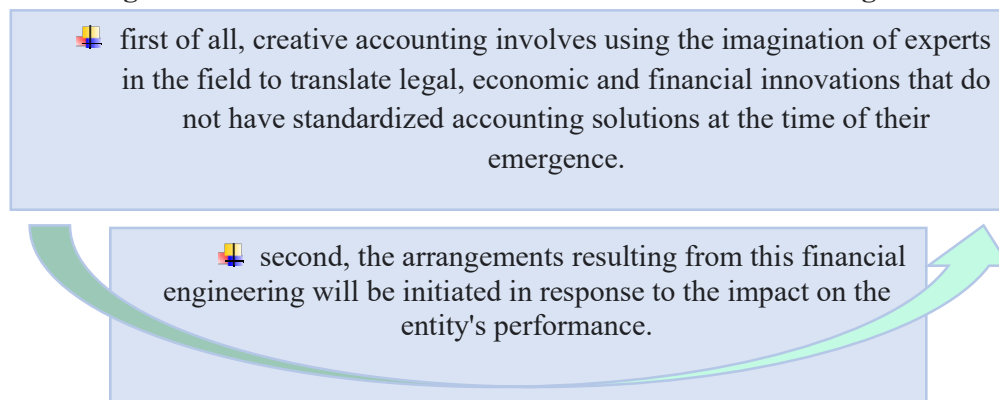 first of all, creative accounting involves using the imagination of experts
in the field to translate legal, economic and financial innovations that do
not have standardized accounting solutions at the time of their
emergence.
second, the arrangements resulting from this financial
engineering will be initiated in response to the impact on the
entity's performance.